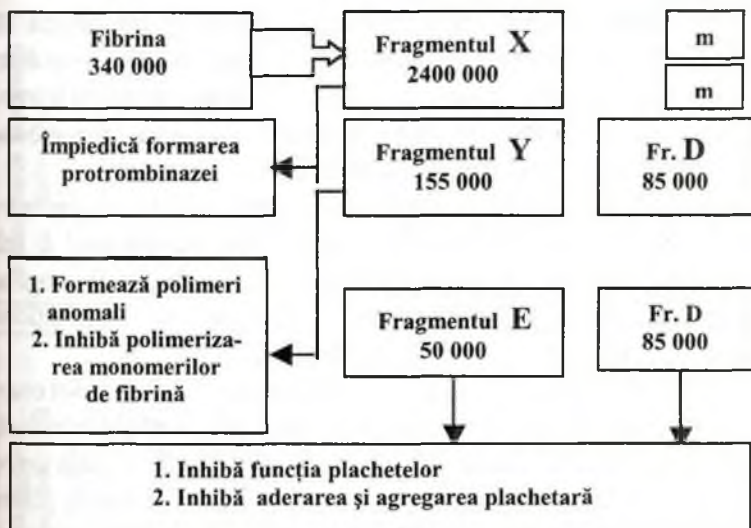 Fibrina
340 000
Fragmentul X
2400 000
m
m
Împiedică formarea
protrombinazei
Fragmentul Y
155 000
Fr. D
85 000
1. Formează polimeri
anomali
2. Inhibă polimeriza-
rea monomerilor
de fibrină
Fragmentul E
50 000
Fr. D
85 000
1. Inhibă funcția plachetelor
2. Inhibă aderarea și agregarea plachetară